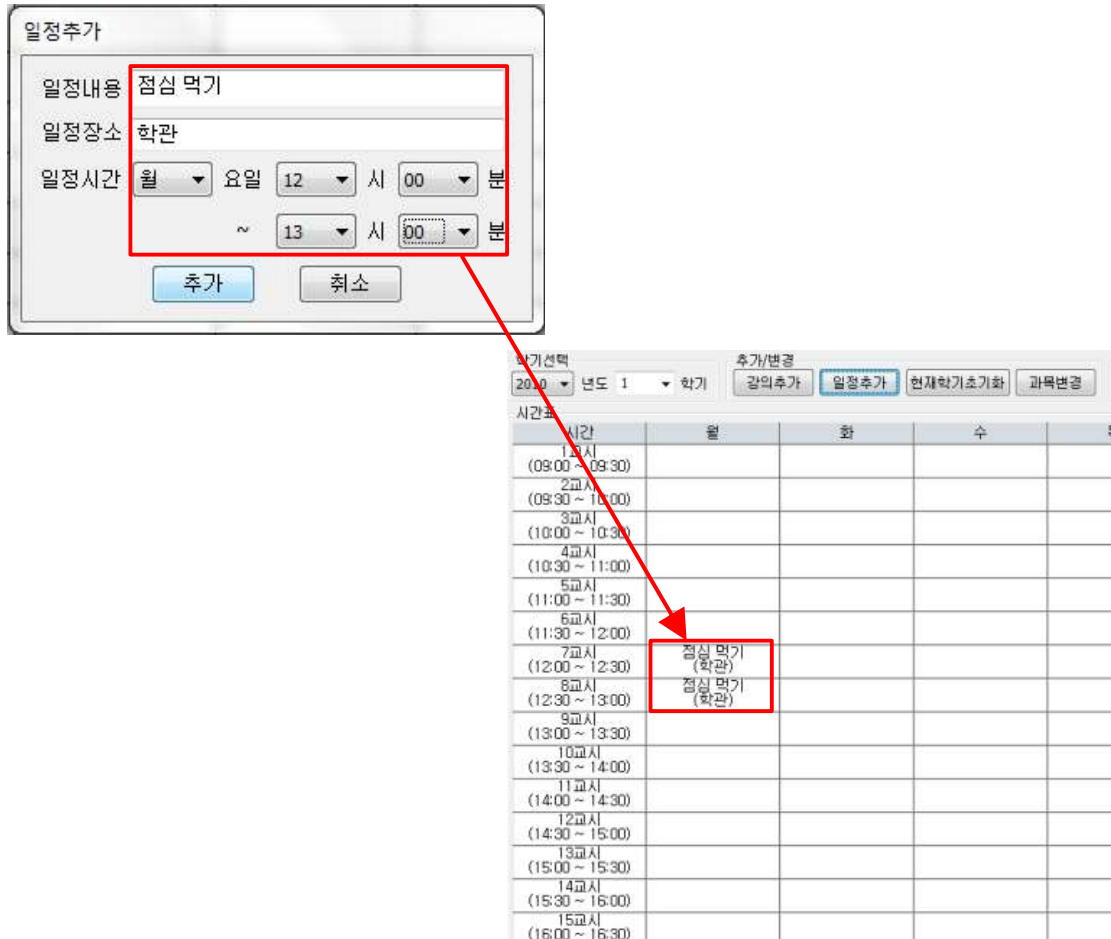 일정추가
일정내용 점심 먹기
일정장소 학관
일정시간 월 요일 12 시 00 분
~ 13 시 00 분
추가 취소
학기선택 추가/변경
2010 년도 1 학기 강의추가 일정추가 현재학기초기화 과목변경
시간표
시간 월 화 수
1교시
(09:00 ~ 09:30)
2교시
(09:30 ~ 10:00)
3교시
(10:00 ~ 10:30)
4교시
(10:30 ~ 11:00)
5교시
(11:00 ~ 11:30)
6교시
(11:30 ~ 12:00)
7교시 점심 먹기
(12:00 ~ 12:30) (학관)
8교시 점심 먹기
(12:30 ~ 13:00) (학관)
9교시
(13:00 ~ 13:30)
10교시
(13:30 ~ 14:00)
11교시
(14:00 ~ 14:30)
12교시
(14:30 ~ 15:00)
13교시
(15:00 ~ 15:30)
14교시
(15:30 ~ 16:00)
15교시
(16:00 ~ 16:30)